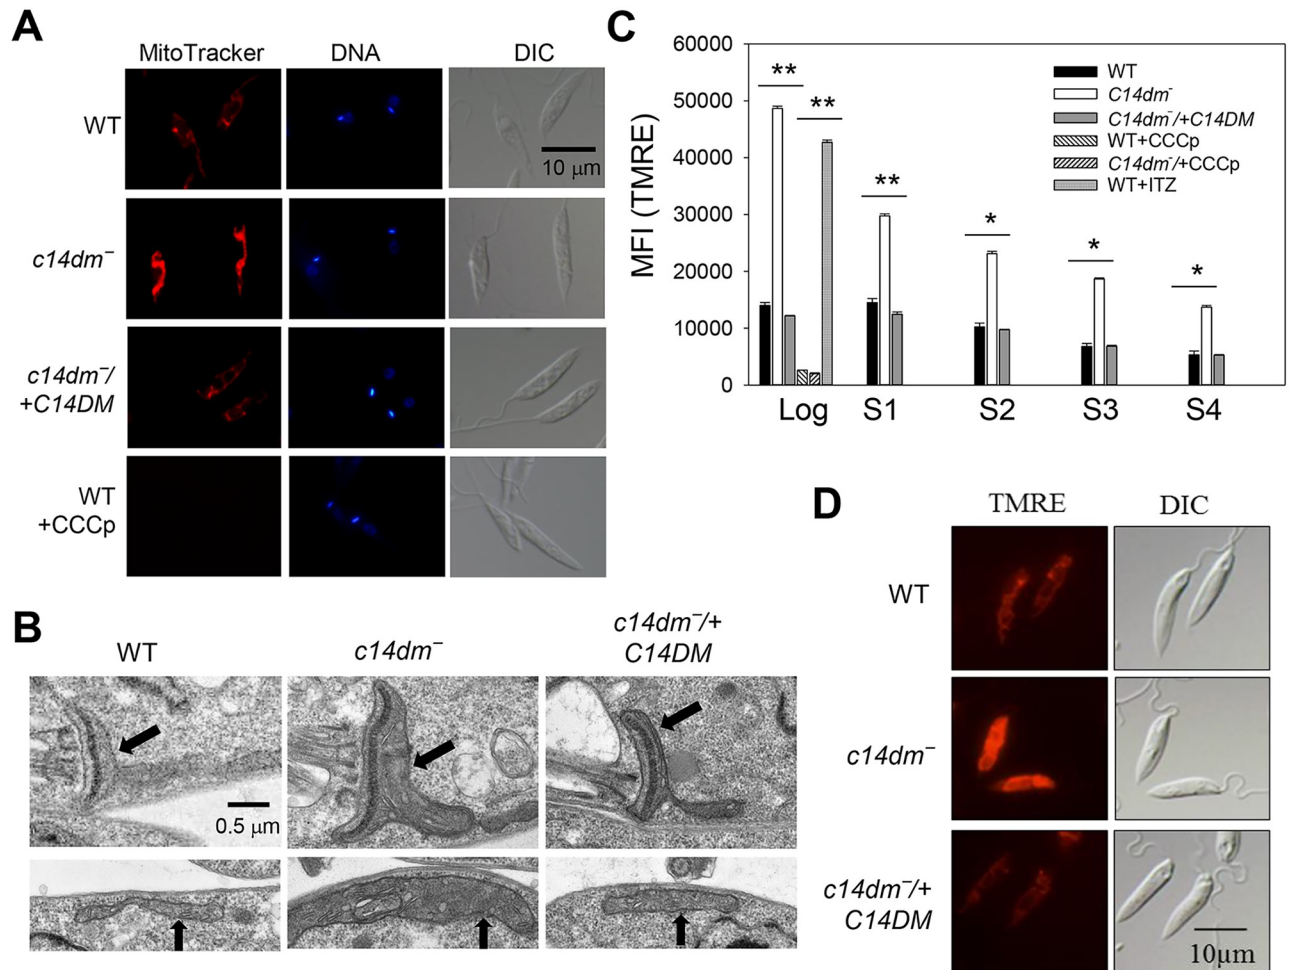 A
MitoTracker DNA DIC
WT
10 μm
c14dm⁻
c14dm⁻/
+C14DM
WT
+CCCp
B
WT c14dm⁻ c14dm⁻/+
C14DM
0.5 μm
C
60000
50000
40000
30000
20000
10000
0
MFI (TMRE)
** ** ** * * *
WT
C14dm⁻
C14dm⁻/+C14DM
WT+CCCp
C14dm⁻/+CCCp
WT+ITZ
Log S1 S2 S3 S4
D
TMRE DIC
WT
c14dm⁻
c14dm⁻/+
C14DM
10μm